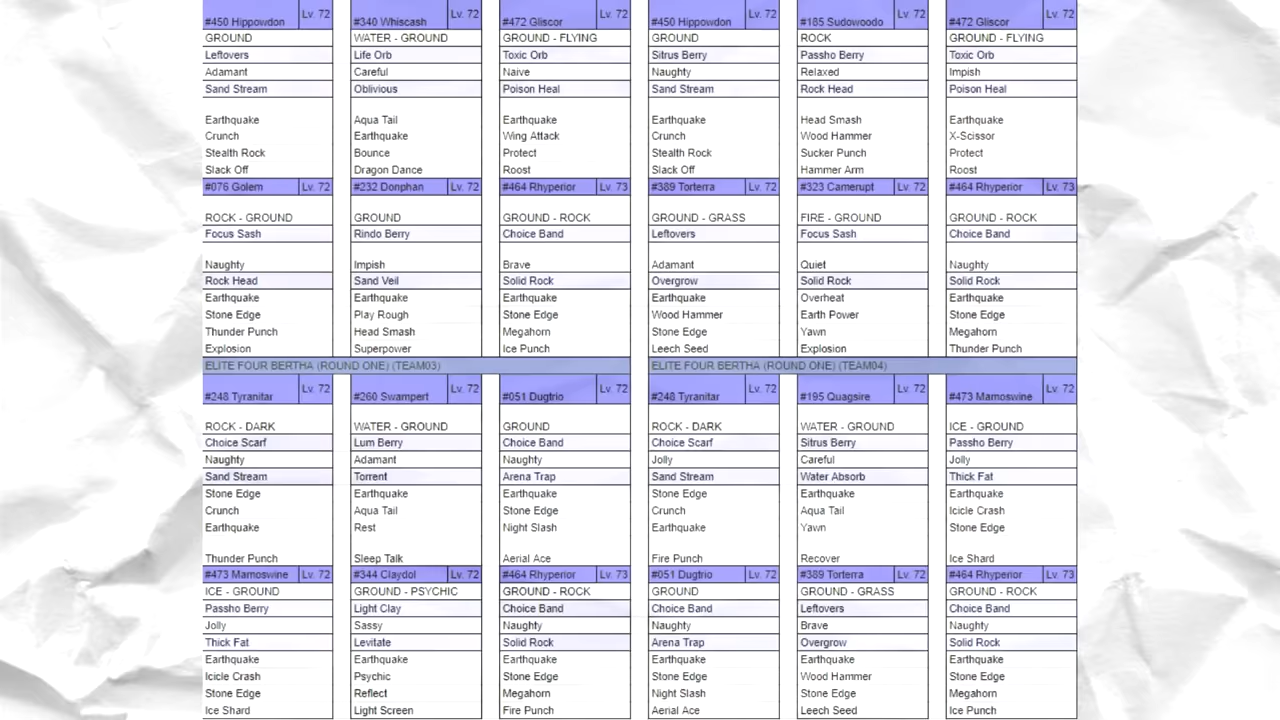 #450 Hippowdon Lv. 72 #340 Whiscash Lv. 72 #472 Gliscor Lv. 72 #450 Hippowdon Lv. 72 #185 Sudowoodo Lv. 72 #472 Gliscor Lv. 72
GROUND WATER - GROUND GROUND - FLYING GROUND ROCK GROUND - FLYING
Leftovers Life Orb Toxic Orb Sitrus Berry Passho Berry Toxic Orb
Adamant Careful Naive Naughty Relaxed Impish
Sand Stream Oblivious Poison Heal Sand Stream Rock Head Poison Heal
Earthquake Aqua Tail Earthquake Earthquake Head Smash Earthquake
Crunch Earthquake Wing Attack Crunch Wood Hammer X-Scissor
Stealth Rock Bounce Protect Stealth Rock Sucker Punch Protect
Slack Off Dragon Dance Roost Slack Off Hammer Arm Roost
#076 Golem Lv. 72 #232 Donphan Lv. 72 #464 Rhyperior Lv. 73 #389 Torterra Lv. 72 #323 Camerupt Lv. 72 #464 Rhyperior Lv. 73
ROCK - GROUND GROUND GROUND - ROCK GROUND - GRASS FIRE - GROUND GROUND - ROCK
Focus Sash Rindo Berry Choice Band Leftovers Focus Sash Choice Band
Naughty Impish Brave Adamant Quiet Naughty
Rock Head Sand Veil Solid Rock Overgrow Solid Rock Solid Rock
Earthquake Earthquake Earthquake Earthquake Overheat Earthquake
Stone Edge Play Rough Stone Edge Wood Hammer Earth Power Stone Edge
Thunder Punch Head Smash Megahorn Stone Edge Yawn Megahorn
Explosion Superpower Ice Punch Leech Seed Explosion Thunder Punch
ELITE FOUR BERTHA (ROUND ONE) (TEAM03) ELITE FOUR BERTHA (ROUND ONE) (TEAM04)
#248 Tyranitar Lv. 72 #260 Swampert Lv. 72 #051 Dugtrio Lv. 72 #248 Tyranitar Lv. 72 #195 Quagsire Lv. 72 #473 Mamoswine Lv. 72
ROCK - DARK WATER - GROUND GROUND ROCK - DARK WATER - GROUND ICE - GROUND
Choice Scarf Lum Berry Choice Band Choice Scarf Sitrus Berry Passho Berry
Naughty Adamant Naughty Jolly Careful Jolly
Sand Stream Torrent Arena Trap Sand Stream Water Absorb Thick Fat
Stone Edge Earthquake Earthquake Stone Edge Earthquake Earthquake
Crunch Aqua Tail Stone Edge Crunch Aqua Tail Icicle Crash
Earthquake Rest Night Slash Earthquake Yawn Stone Edge
Thunder Punch Sleep Talk Aerial Ace Fire Punch Recover Ice Shard
#473 Mamoswine Lv. 72 #344 Claydol Lv. 72 #464 Rhyperior Lv. 73 #051 Dugtrio Lv. 72 #389 Torterra Lv. 72 #464 Rhyperior Lv. 73
ICE - GROUND GROUND - PSYCHIC GROUND - ROCK GROUND GROUND - GRASS GROUND - ROCK
Passho Berry Light Clay Choice Band Choice Band Leftovers Choice Band
Jolly Sassy Naughty Naughty Brave Naughty
Thick Fat Levitate Solid Rock Arena Trap Overgrow Solid Rock
Earthquake Earthquake Earthquake Earthquake Earthquake Earthquake
Icicle Crash Psychic Stone Edge Stone Edge Wood Hammer Stone Edge
Stone Edge Reflect Megahorn Night Slash Stone Edge Megahorn
Ice Shard Light Screen Fire Punch Aerial Ace Leech Seed Ice Punch